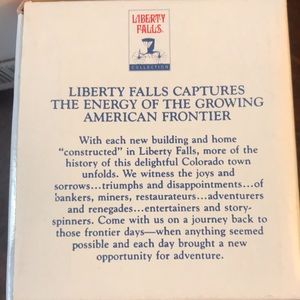 LIBERTY
FALLS
COLLECTION
LIBERTY FALLS CAPTURES
THE ENERGY OF THE GROWING
AMERICAN FRONTIER
With each new building and home
"constructed" in Liberty Falls, more of the
history of this delightful Colorado town
unfolds. We witness the joys and
sorrows...triumphs and disappointments...of
bankers, miners, restaurateurs...adventurers
and renegades...entertainers and story-
spinners. Come with us on a journey back to
those frontier days—when anything seemed
possible and each day brought a new
opportunity for adventure.